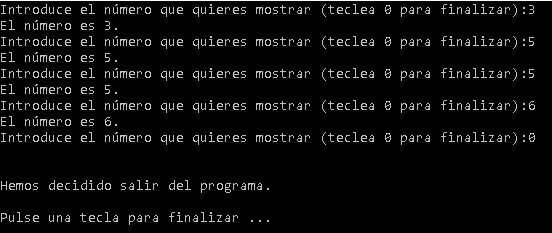 Introduce el número que quieres mostrar (teclea 0 para finalizar):3
El número es 3.
Introduce el número que quieres mostrar (teclea 0 para finalizar):5
El número es 5.
Introduce el número que quieres mostrar (teclea 0 para finalizar):5
El número es 5.
Introduce el número que quieres mostrar (teclea 0 para finalizar):6
El número es 6.
Introduce el número que quieres mostrar (teclea 0 para finalizar):0
Hemos decidido salir del programa.
Pulse una tecla para finalizar ...